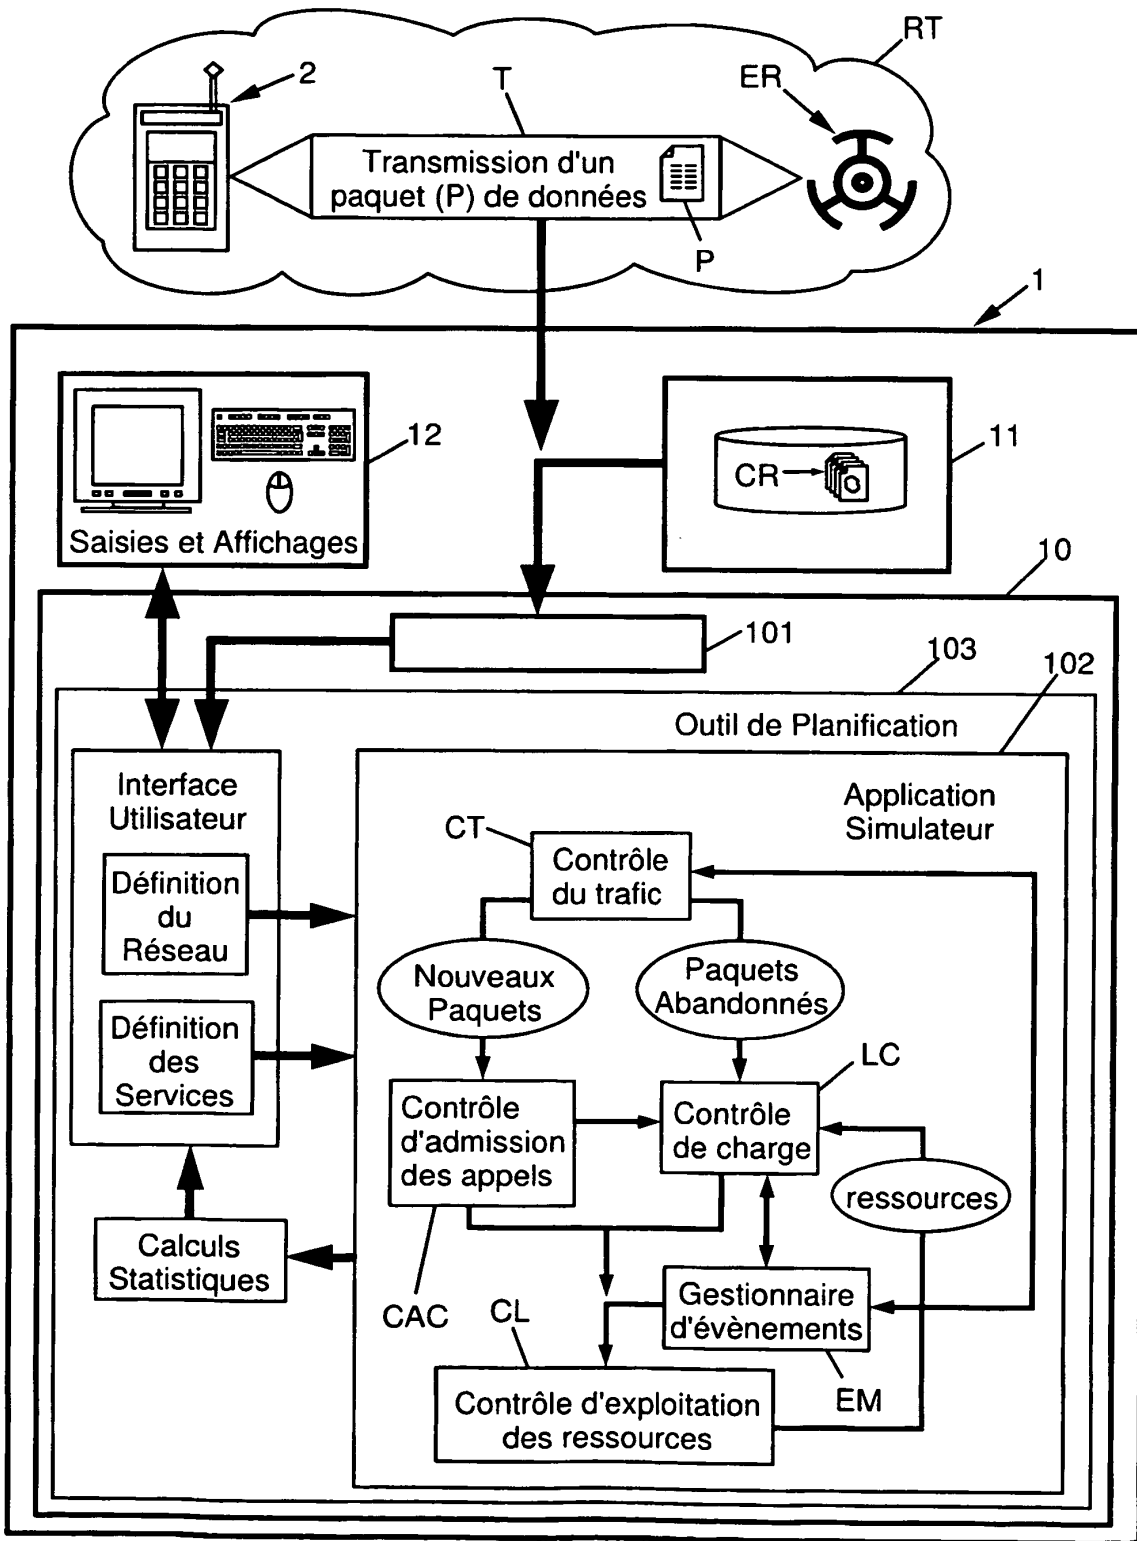 RT
2
T
ER
Transmission d'un
paquet (P) de données
P
1
12
11
CR
Saisies et Affichages
10
101
103
102
Outil de Planification
Interface
Utilisateur
Application
Simulateur
CT
Contrôle
du trafic
Définition
du
Réseau
Nouveaux
Paquets
Paquets
Abandonnés
Définition
des
Services
LC
Contrôle
d'admission
des appels
Contrôle
de charge
ressources
Calculs
Statistiques
CAC
CL
Gestionnaire
d'évènements
EM
Contrôle d'exploitation
des ressources